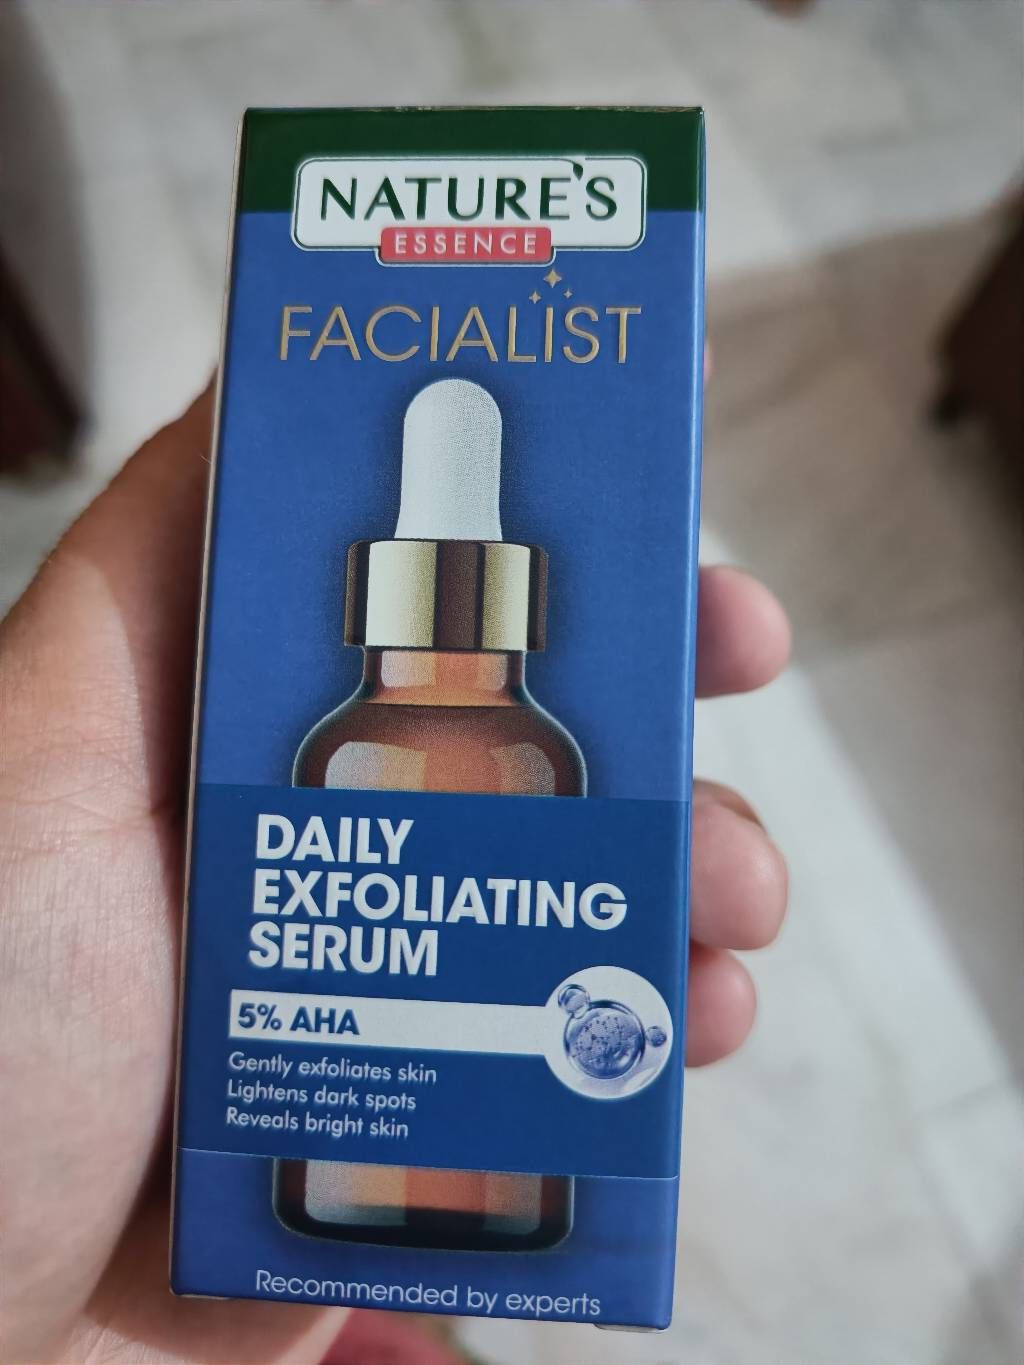 NATURE'S
ESSENCE
FACIALIST
DAILY
EXFOLIATING
SERUM
5% AHA
Gently exfoliates skin
Lightens dark spots
Reveals bright skin
Recommended by experts